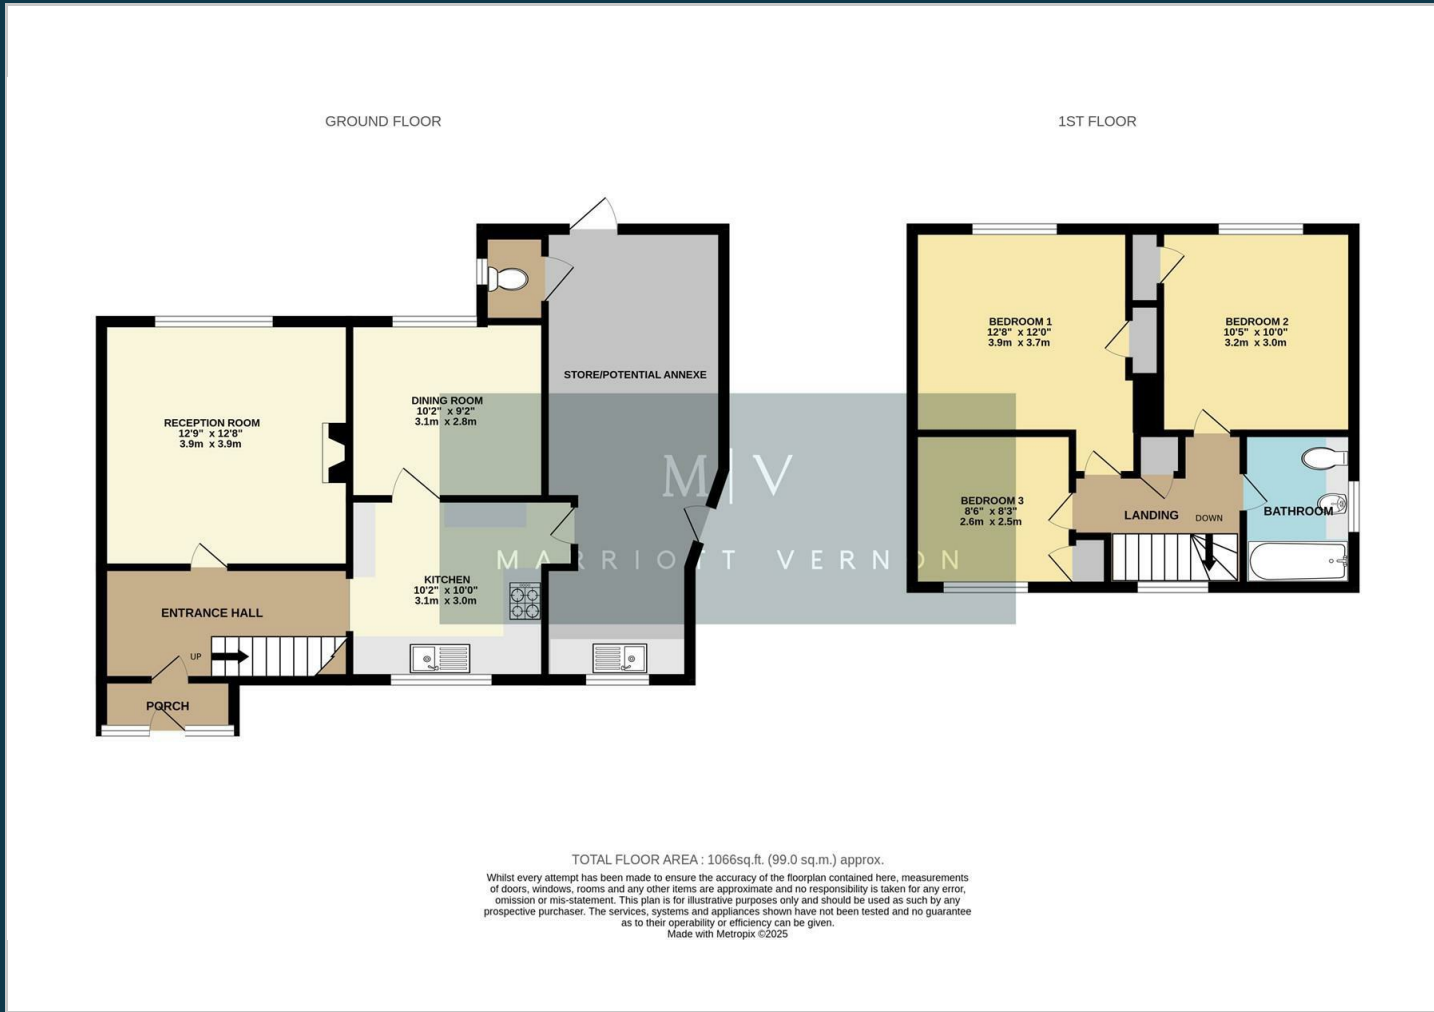 GROUND FLOOR
1ST FLOOR
RECEPTION ROOM
12'9" x 12'8"
3.9m x 3.9m
DINING ROOM
10'2" x 9'2"
3.1m x 2.8m
STORE/POTENTIAL ANNEXE
KITCHEN
10'2" x 10'0"
3.1m x 3.0m
ENTRANCE HALL
UP
PORCH
BEDROOM 1
12'8" x 12'0"
3.9m x 3.7m
BEDROOM 2
10'5" x 10'0"
3.2m x 3.0m
BEDROOM 3
8'6" x 8'3"
2.6m x 2.5m
LANDING
DOWN
BATHROOM
M|V
MARRIOTT VERNON
TOTAL FLOOR AREA : 1066sq.ft. (99.0 sq.m.) approx.
Whilst every attempt has been made to ensure the accuracy of the floorplan contained here, measurements
of doors, windows, rooms and any other items are approximate and no responsibility is taken for any error,
omission or mis-statement. This plan is for illustrative purposes only and should be used as such by any
prospective purchaser. The services, systems and appliances shown have not been tested and no guarantee
as to their operability or efficiency can be given.
Made with Metropix ©2025